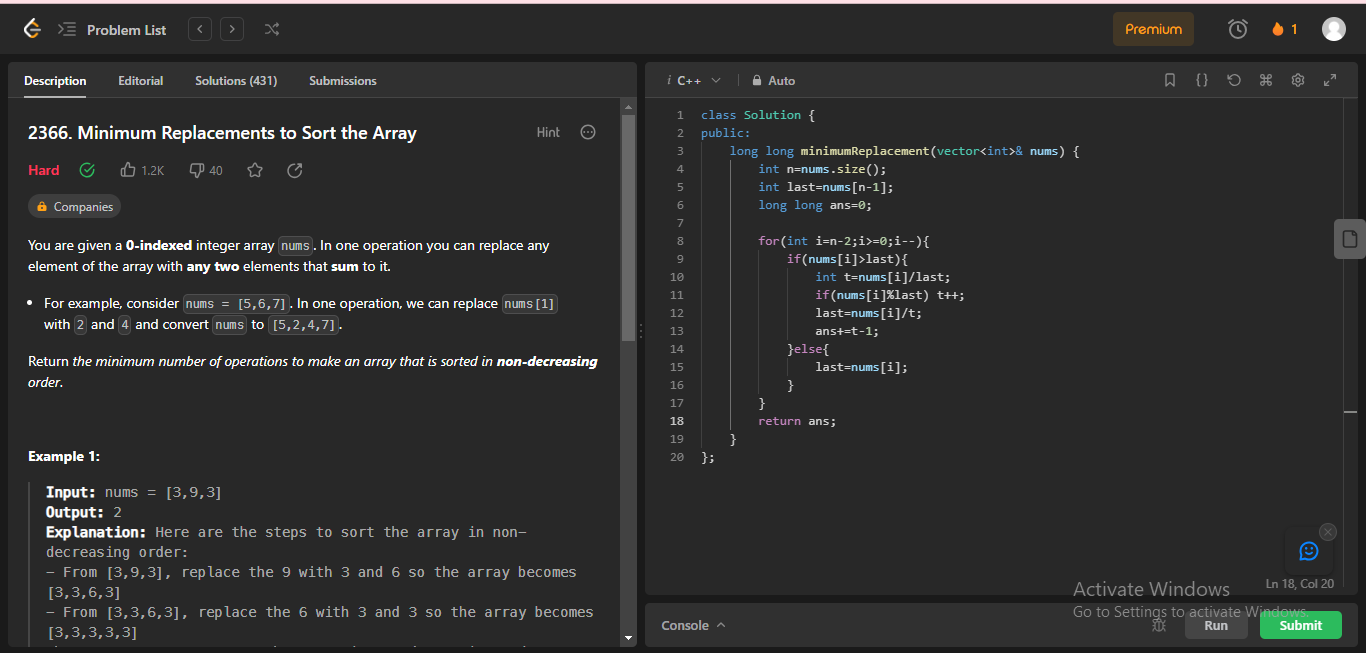 Problem List
Premium
1
Description Editorial Solutions (431) Submissions
2366. Minimum Replacements to Sort the Array
Hint
Hard 1.2K 40
Companies
You are given a 0-indexed integer array nums. In one operation you can replace any
element of the array with any two elements that sum to it.
• For example, consider nums = [5,6,7]. In one operation, we can replace nums[1]
with 2 and 4 and convert nums to [5,2,4,7].
Return the minimum number of operations to make an array that is sorted in non-decreasing
order.
Example 1:
Input: nums = [3,9,3]
Output: 2
Explanation: Here are the steps to sort the array in non-
decreasing order:
- From [3,9,3], replace the 9 with 3 and 6 so the array becomes
[3,3,6,3]
- From [3,3,6,3], replace the 6 with 3 and 3 so the array becomes
[3,3,3,3,3]
i C++ Auto
1 class Solution {
2 public:
3     long long minimumReplacement(vector<int>& nums) {
4         int n=nums.size();
5         int last=nums[n-1];
6         long long ans=0;
7
8         for(int i=n-2;i>=0;i--){
9             if(nums[i]>last){
10                 int t=nums[i]/last;
11                 if(nums[i]%last) t++;
12                 last=nums[i]/t;
13                 ans+=t-1;
14             }else{
15                 last=nums[i];
16             }
17         }
18         return ans;
19     }
20 };
Activate Windows
Go to Settings to activate Windows.
Ln 18, Col 20
Console
Run
Submit